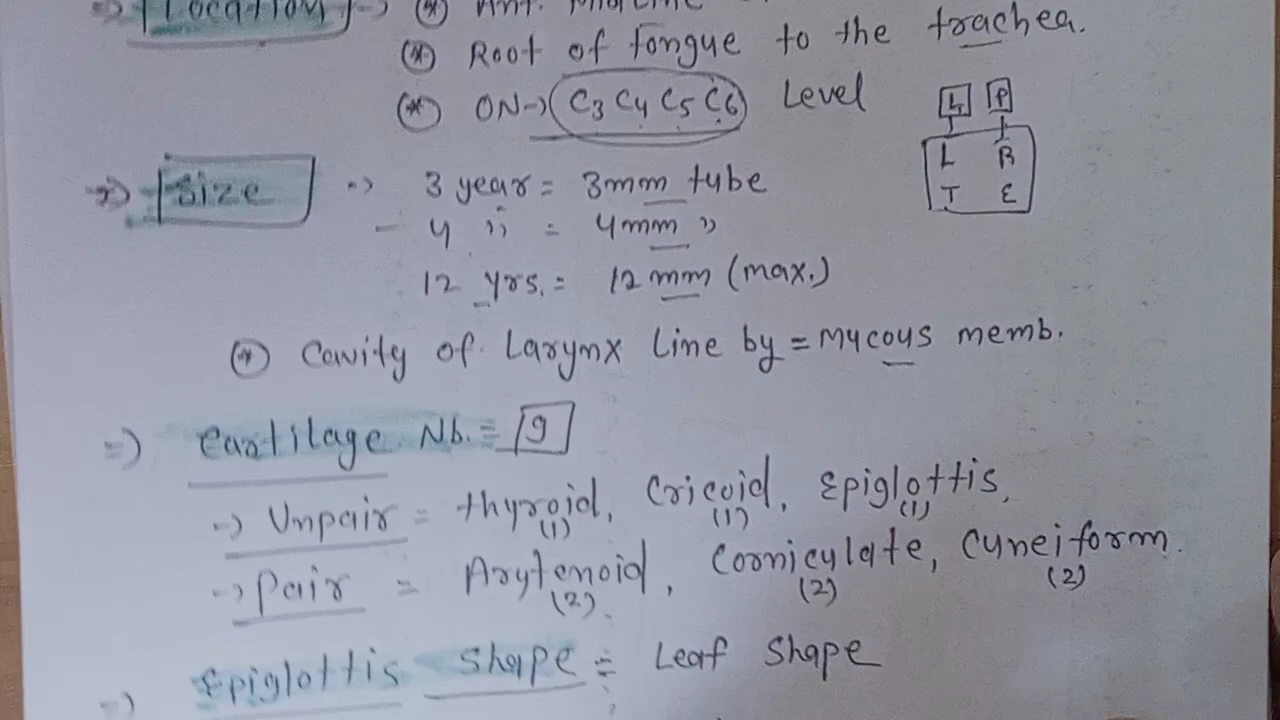 => Location => (*) Ant. Midline
(*) Root of Tongue to the trachea.
(*) ON-> C3 C4 C5 C6 Level
L P
L B
T E
=> Size => 3 year = 3mm tube
- 4 " = 4mm "
12 yrs. = 12 mm (max.)
(*) Cavity of Larynx Line by = Mucous memb.
=> Cartilage Nb. = 9
-> Unpair = thyroid, Cricoid, Epiglottis,
(1) (1) (1)
-> Pair = Arytenoid, Corniculate, Cuneiform.
(2) (2) (2)
=> Epiglottis shape = Leaf Shape